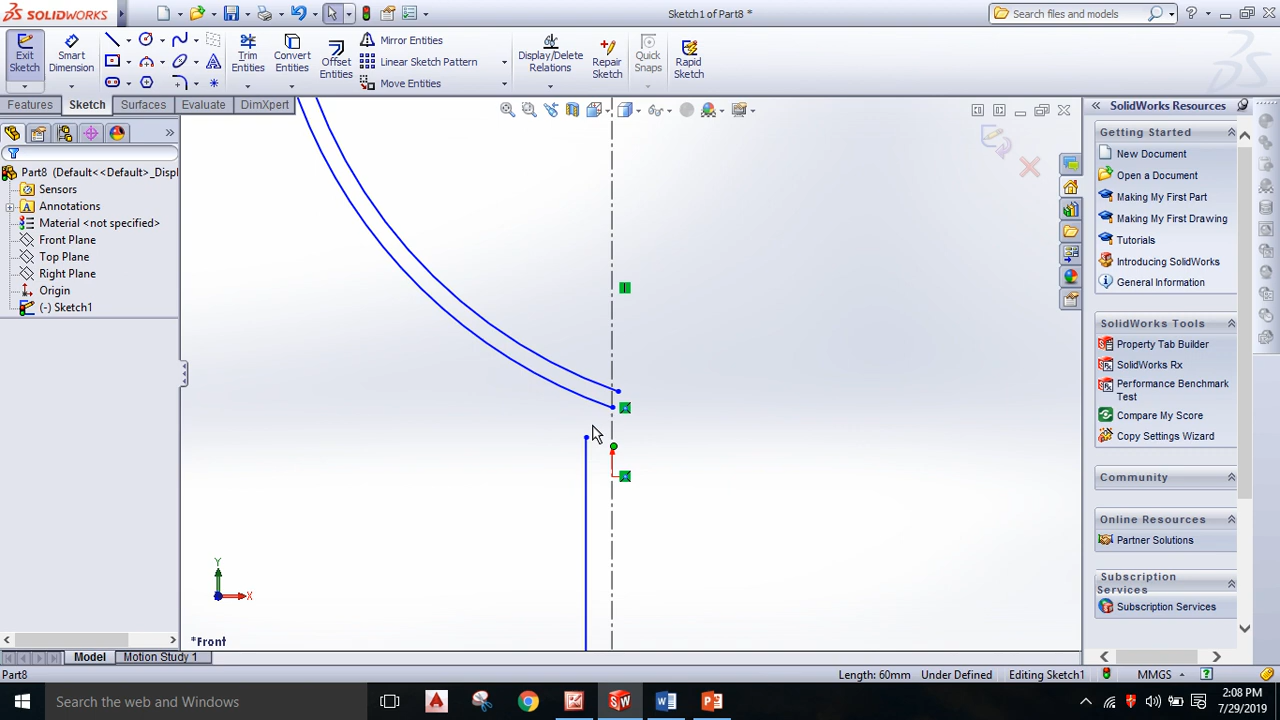 SOLIDWORKS
Sketch1 of Part8 *
Search files and models
Exit Sketch
Smart Dimension
Trim Entities
Convert Entities
Offset Entities
Mirror Entities
Linear Sketch Pattern
Move Entities
Display/Delete Relations
Repair Sketch
Quick Snaps
Rapid Sketch
Features
Sketch
Surfaces
Evaluate
DimXpert
SolidWorks Resources
Part8 (Default<<Default>_Displ
Sensors
Annotations
Material <not specified>
Front Plane
Top Plane
Right Plane
Origin
(-) Sketch1
Getting Started
New Document
Open a Document
Making My First Part
Making My First Drawing
Tutorials
Introducing SolidWorks
General Information
SolidWorks Tools
Property Tab Builder
SolidWorks Rx
Performance Benchmark
Test
Compare My Score
Copy Settings Wizard
Community
Online Resources
Partner Solutions
Subscription
Services
Subscription Services
Y
X
*Front
Model
Motion Study 1
Part8
Length: 60mm
Under Defined
Editing Sketch1
MMGS
Search the web and Windows
2:08 PM
7/29/2019